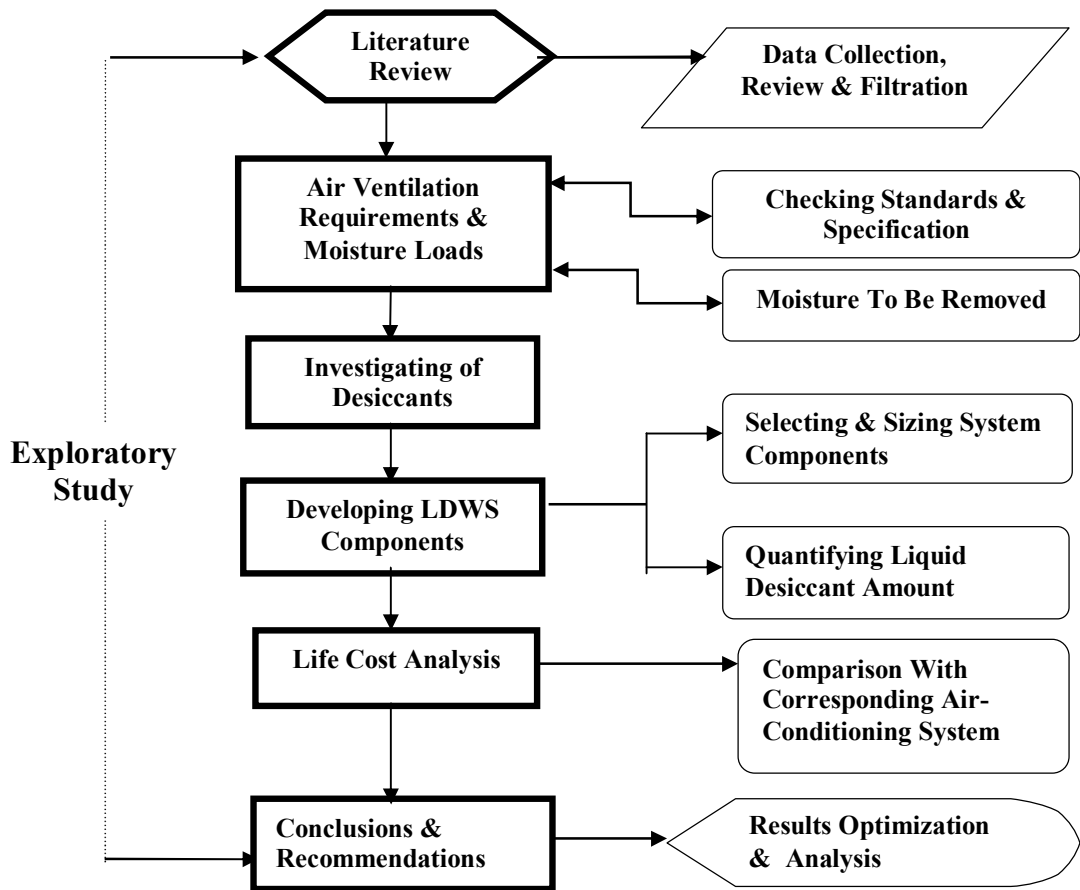 Literature
Review
Data Collection,
Review & Filtration
Air Ventilation
Requirements &
Moisture Loads
Checking Standards &
Specification
Moisture To Be Removed
Investigating of
Desiccants
Exploratory
Study
Selecting & Sizing System
Components
Developing LDWS
Components
Quantifying Liquid
Desiccant Amount
Life Cost Analysis
Comparison With
Corresponding Air-
Conditioning System
Conclusions &
Recommendations
Results Optimization
& Analysis